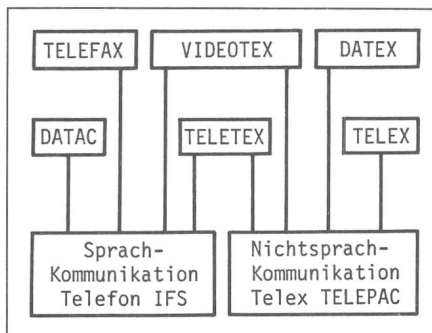 TELEFAX
VIDEOTEX
DATEX
DATAC
TELETEX
TELEX
Sprach-
Kommunikation
Telefon IFS
Nichtsprach-
Kommunikation
Telex TELEPAC